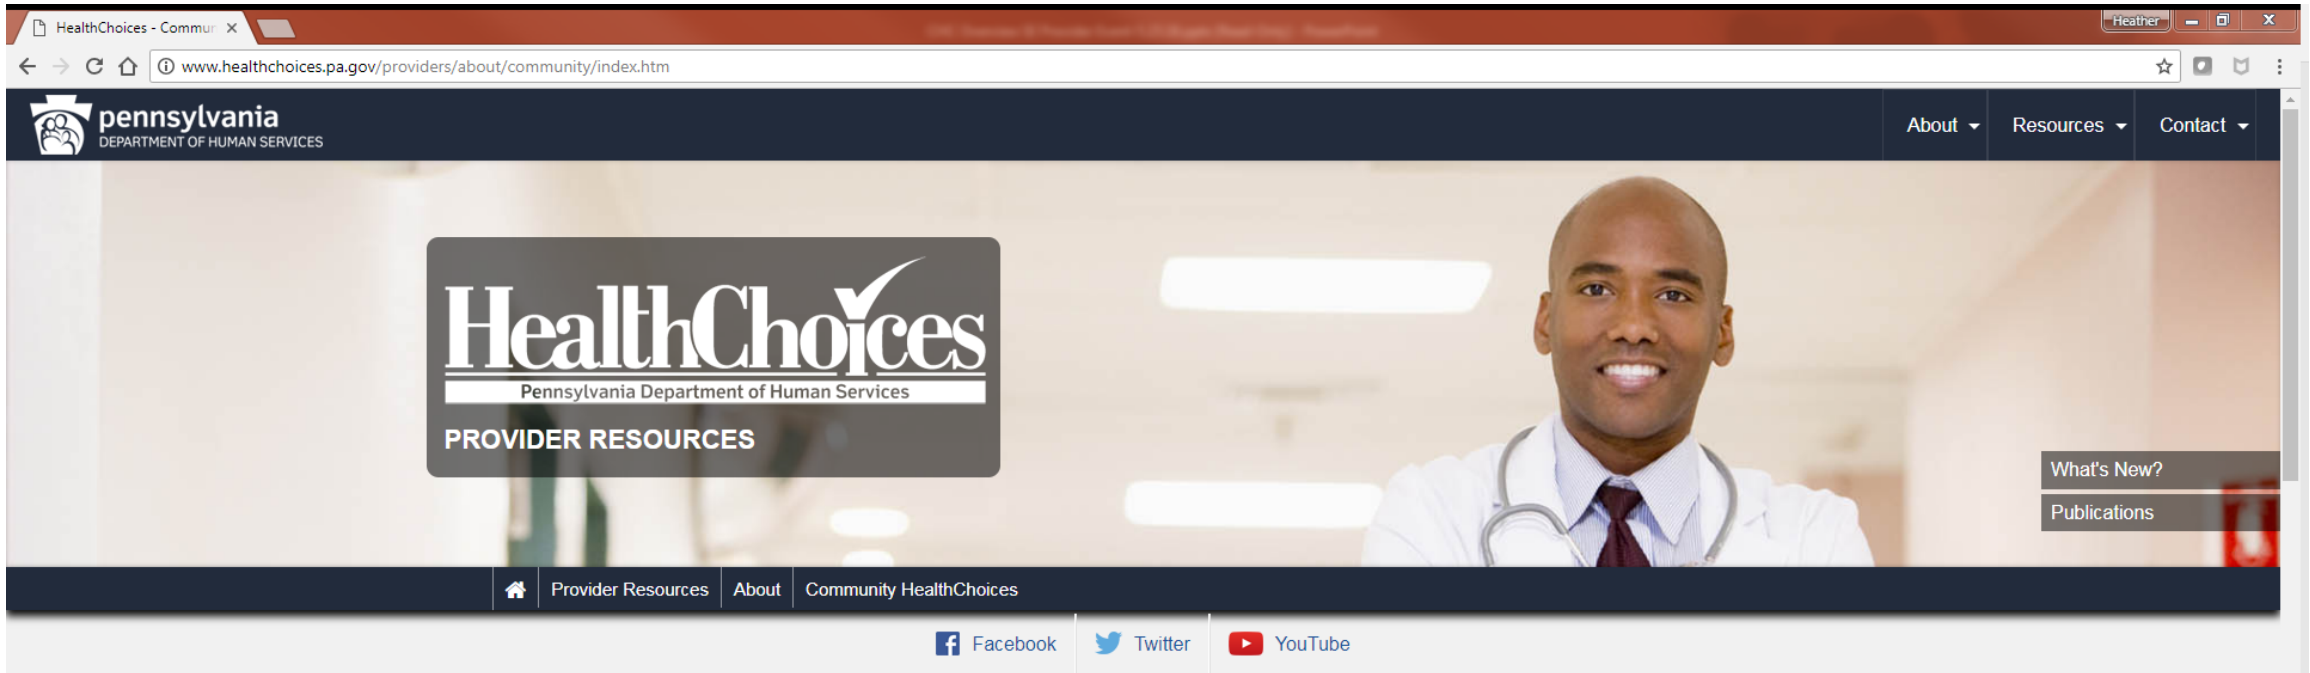 HealthChoices - Commun
Heather
www.healthchoices.pa.gov/providers/about/community/index.htm
pennsylvania
DEPARTMENT OF HUMAN SERVICES
About
Resources
Contact
HealthChoices
Pennsylvania Department of Human Services
PROVIDER RESOURCES
What's New?
Publications
Provider Resources
About
Community HealthChoices
Facebook
Twitter
YouTube